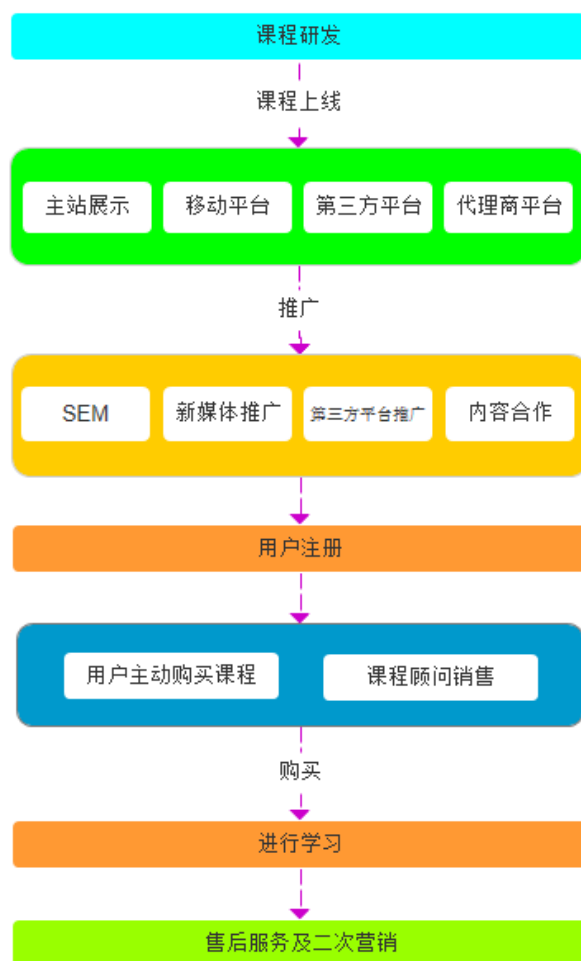 课程研发
课程上线
主站展示 移动平台 第三方平台 代理商平台
推广
SEM 新媒体推广 第三方平台推广 内容合作
用户注册
用户主动购买课程 课程顾问销售
购买
进行学习
售后服务及二次营销